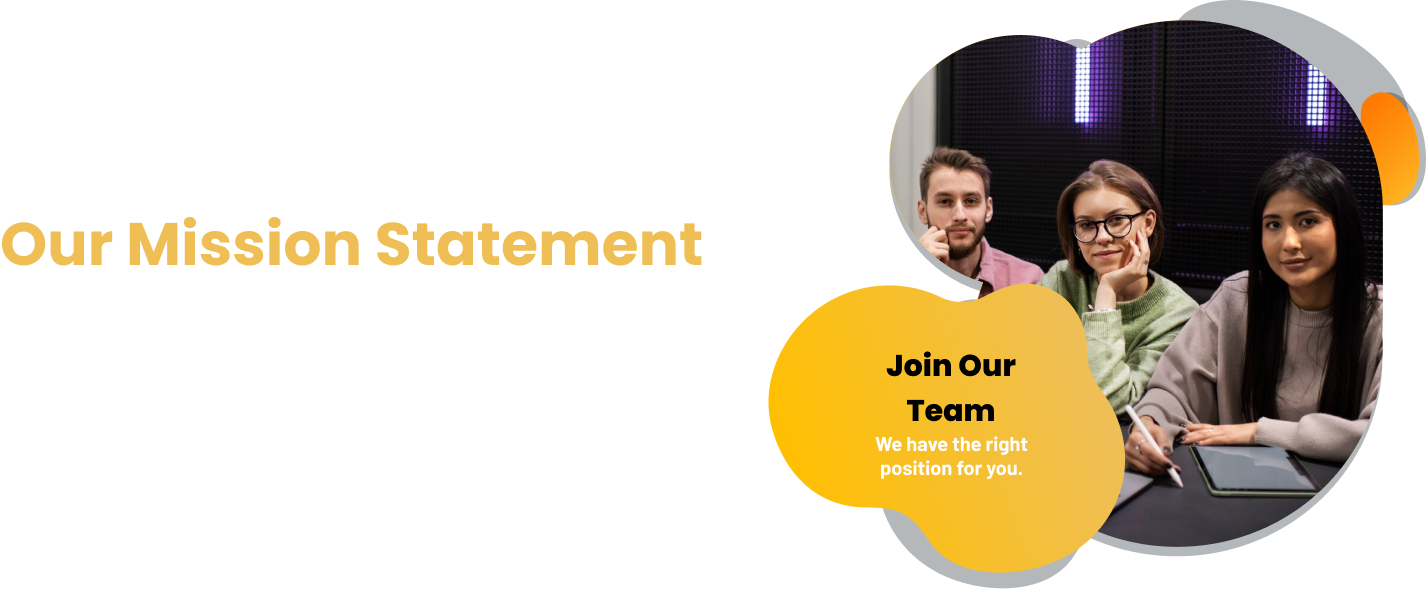 Our Mission Statement
Join Our
Team
We have the right
position for you.